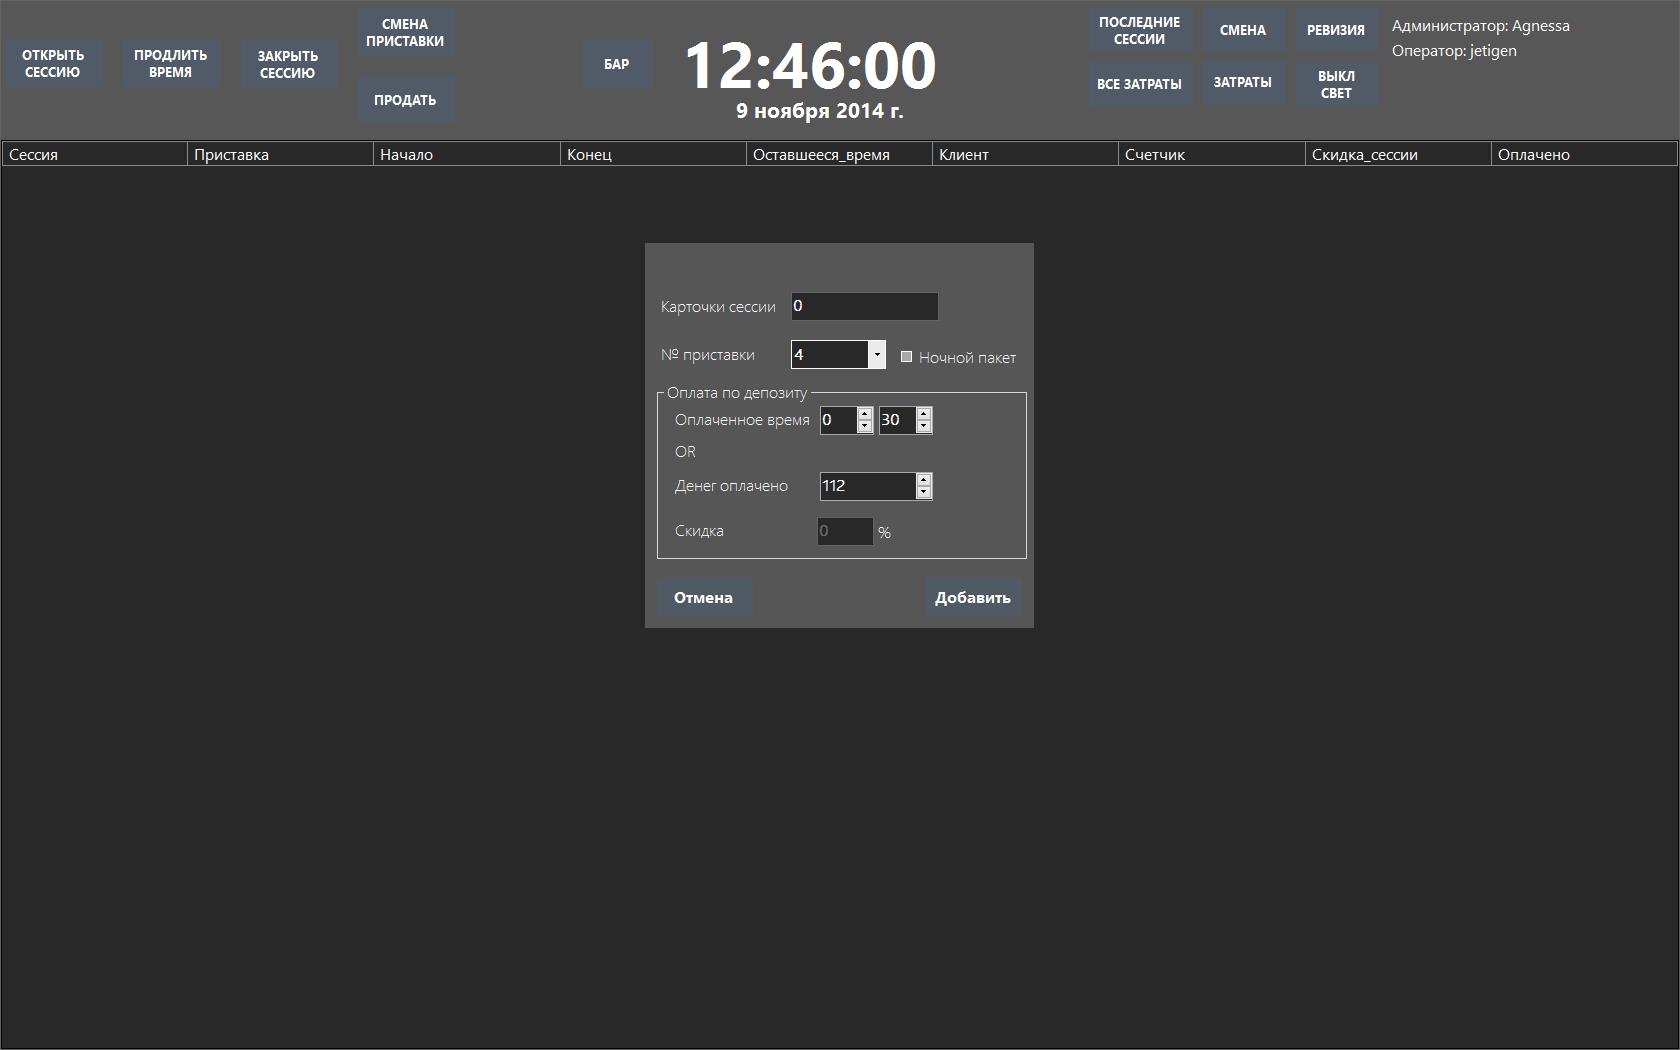 ОТКРЫТЬ
СЕССИЮ
ПРОДЛИТЬ
ВРЕМЯ
ЗАКРЫТЬ
СЕССИЮ
СМЕНА
ПРИСТАВКИ
ПРОДАТЬ
БАР
12:46:00
9 ноября 2014 г.
ПОСЛЕДНИЕ
СЕССИИ
СМЕНА
РЕВИЗИЯ
ВСЕ ЗАТРАТЫ
ЗАТРАТЫ
ВЫКЛ
СВЕТ
Администратор: Agnessa
Оператор: jetigen
Сессия Приставка Начало Конец Оставшееся_время Клиент Счетчик Скидка_сессии Оплачено
Карточки сессии 0
№ приставки 4 Ночной пакет
Оплата по депозиту
Оплаченное время 0 30
OR
Денег оплачено 112
Скидка 0 %
Отмена Добавить